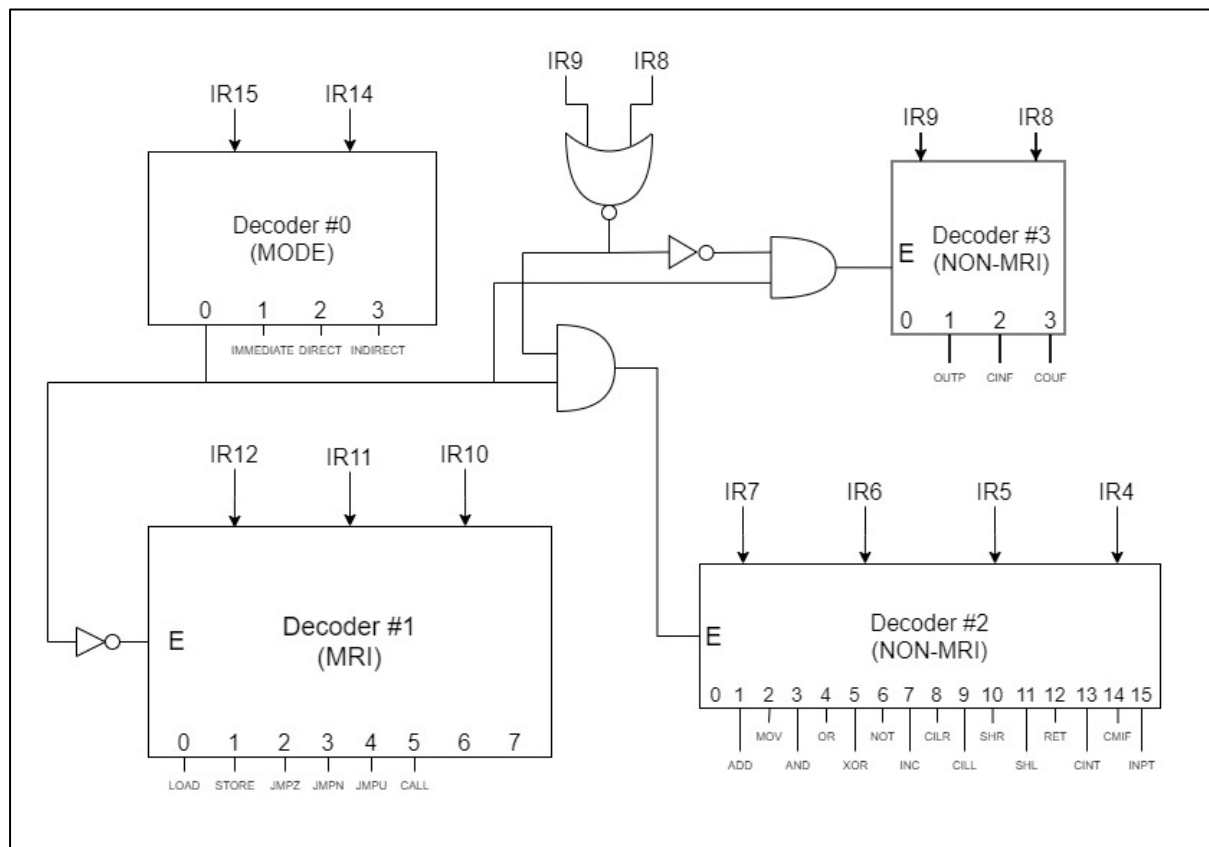 IR9 IR8
IR15 IR14
IR9 IR8
Decoder #0
(MODE)
0 1 2 3
IMMEDIATE DIRECT INDIRECT
E
Decoder #3
(NON-MRI)
0 1 2 3
OUTP CINF COUF
IR12 IR11 IR10
E
Decoder #1
(MRI)
0 1 2 3 4 5 6 7
LOAD STORE JMPZ JMPN JMPU CALL
IR7 IR6 IR5 IR4
E
Decoder #2
(NON-MRI)
0 1 2 3 4 5 6 7 8 9 10 11 12 13 14 15
MOV OR NOT CILR SHR RET CMIF
ADD AND XOR INC CILL SHL CINT INPT